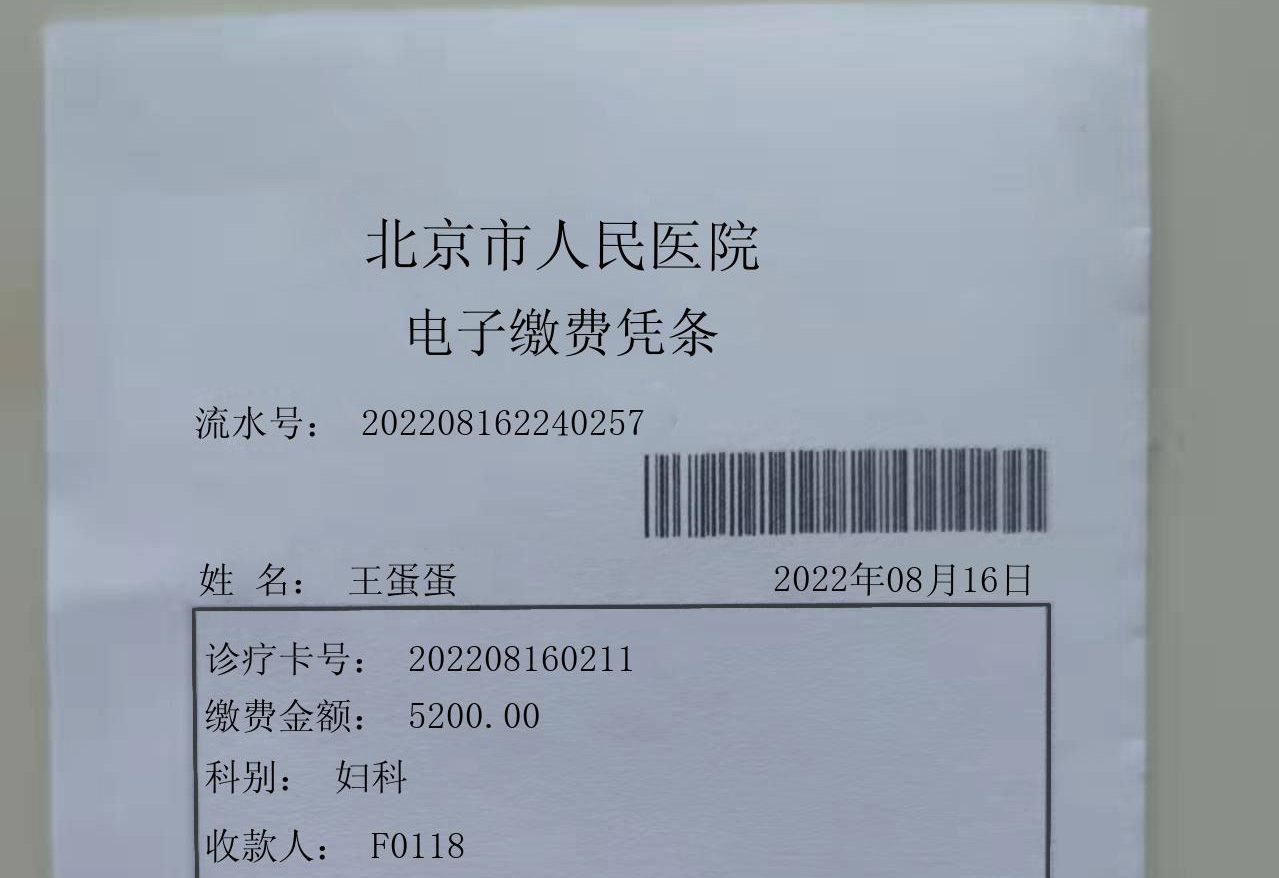 北京市人民医院
电子缴费凭条
流水号： 202208162240257
姓 名： 王蛋蛋 2022年08月16日
诊疗卡号： 202208160211
缴费金额： 5200.00
科别： 妇科
收款人： F0118